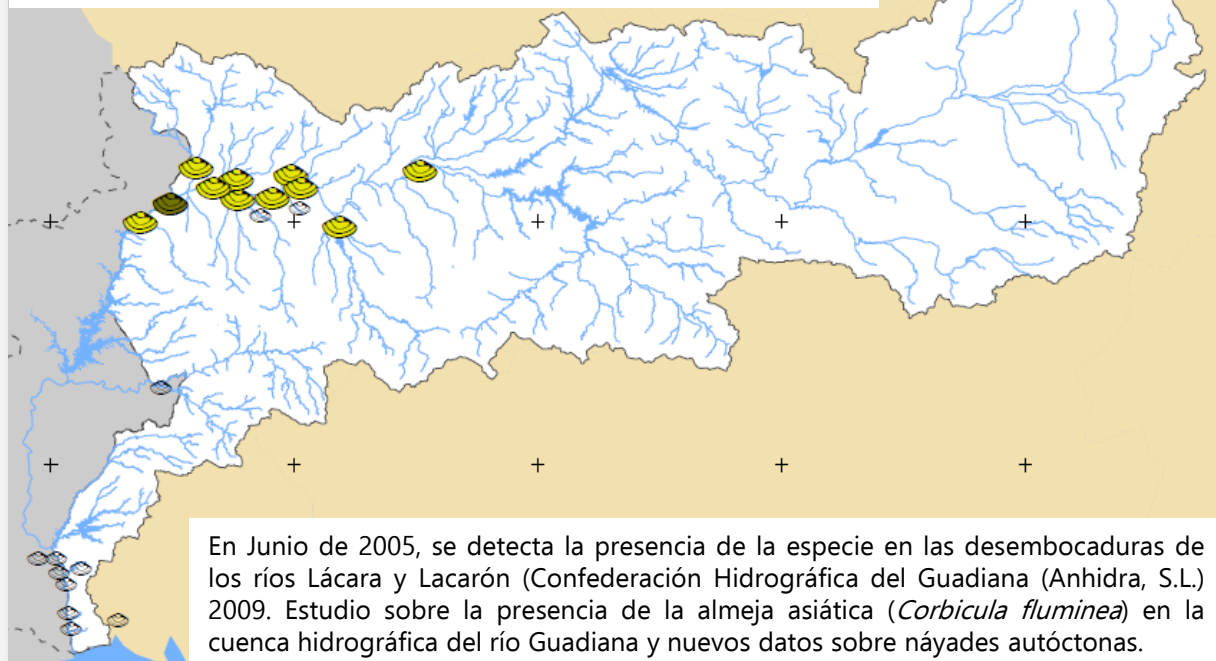 En Junio de 2005, se detecta la presencia de la especie en las desembocaduras de
los ríos Lácara y Lacarón (Confederación Hidrográfica del Guadiana (Anhidra, S.L.)
2009. Estudio sobre la presencia de la almeja asiática (Corbicula fluminea) en la
cuenca hidrográfica del río Guadiana y nuevos datos sobre náyades autóctonas.